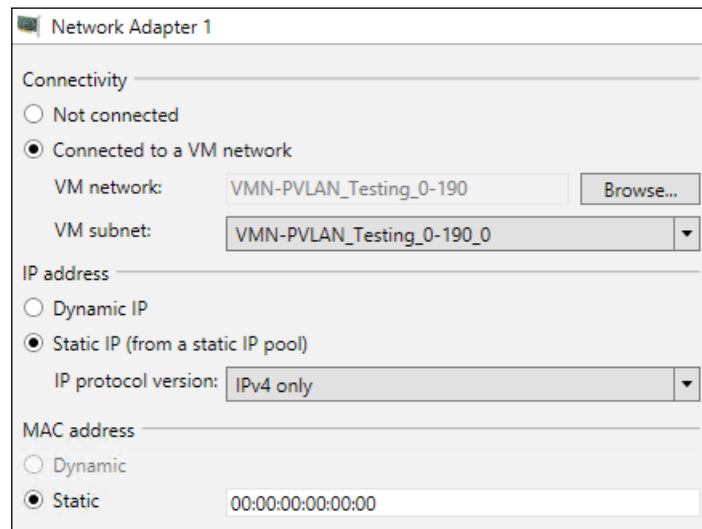 Network Adapter 1
Connectivity
Not connected
Connected to a VM network
VM network: VMN-PVLAN_Testing_0-190 Browse...
VM subnet: VMN-PVLAN_Testing_0-190_0
IP address
Dynamic IP
Static IP (from a static IP pool)
IP protocol version: IPv4 only
MAC address
Dynamic
Static 00:00:00:00:00:00